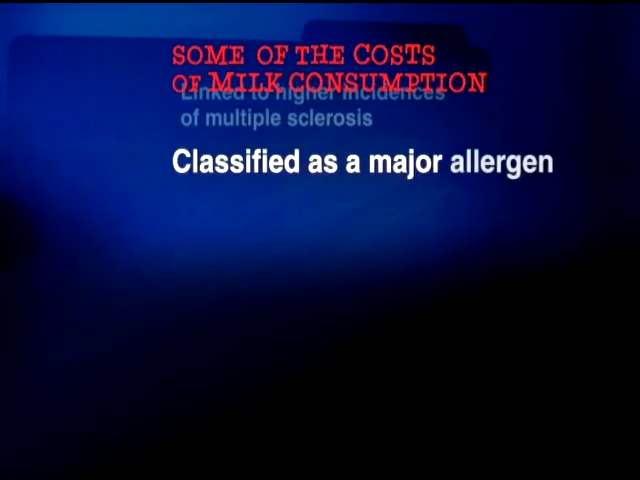 SOME OF THE COSTS
OF MILK CONSUMPTION
Linked to higher incidences
of multiple sclerosis
Classified as a major allergen